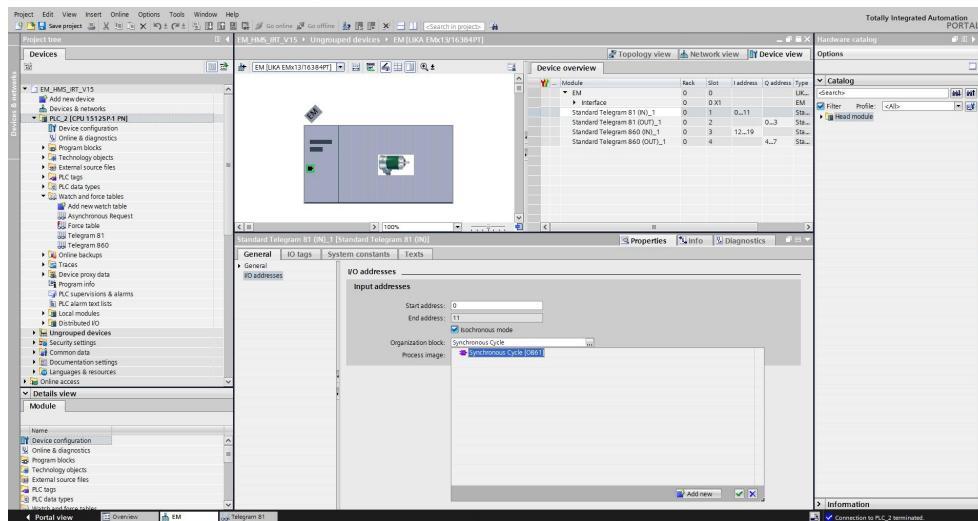 Project Edit View Insert Online Options Tools Window Help
Totally Integrated Automation
PORTAL
Save project Go online Go offline <Search in project>
Project tree
EM_HMS_IRT_V15 Ungrouped devices EM [LIKA EMx13/16384PT]
Hardware catalog
Devices
Topology view Network view Device view
Options
EM [LIKA EMx13/16384PT]
Device overview
Module Rack Slot I address Q address Type
EM 0 0 LIK...
Interface 0 0 X1 EM
Standard Telegram 81 (IN)_1 0 1 0...11 Sta...
Standard Telegram 81 (OUT)_1 0 2 0...3 Sta...
Standard Telegram 860 (IN)_1 0 3 12...19 Sta...
Standard Telegram 860 (OUT)_1 0 4 4...7 Sta...
Catalog
<Search>
Filter Profile: <All>
Head module
Devices & networks
EM_HMS_IRT_V15
Add new device
Devices & networks
PLC_2 [CPU 1512SP-1 PN]
Device configuration
Online & diagnostics
Program blocks
Technology objects
External source files
PLC tags
PLC data types
Watch and force tables
Add new watch table
Asynchronous Request
Force table
Telegram 81
Telegram 860
Online backups
Traces
Device proxy data
Program info
PLC supervisions & alarms
PLC alarm text lists
Local modules
Distributed I/O
Ungrouped devices
Security settings
Common data
Documentation settings
Languages & resources
Online access
EM
100%
Standard Telegram 81 (IN)_1 [Standard Telegram 81 (IN)]
Properties Info Diagnostics
General IO tags System constants Texts
General
I/O addresses
I/O addresses
Input addresses
Start address: 0
End address: 11
Isochronous mode
Organization block: Synchronous Cycle ...
Process image:
Synchronous Cycle [OB61]
Add new
Details view
Module
Name
Device configuration
Online & diagnostics
Program blocks
Technology objects
External source files
PLC tags
PLC data types
Watch and force tables
Information
Portal view Overview EM Telegram 81
Connection to PLC_2 terminated.